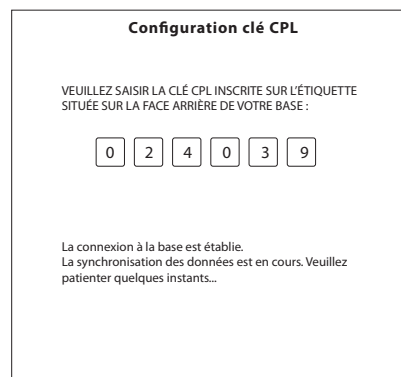 Configuration clé CPL
VEUILLEZ SAISIR LA CLÉ CPL INSCRITE SUR L'ÉTIQUETTE
SITUÉE SUR LA FACE ARRIÈRE DE VOTRE BASE :
0 2 4 0 3 9
La connexion à la base est établie.
La synchronisation des données est en cours. Veuillez
patienter quelques instants...